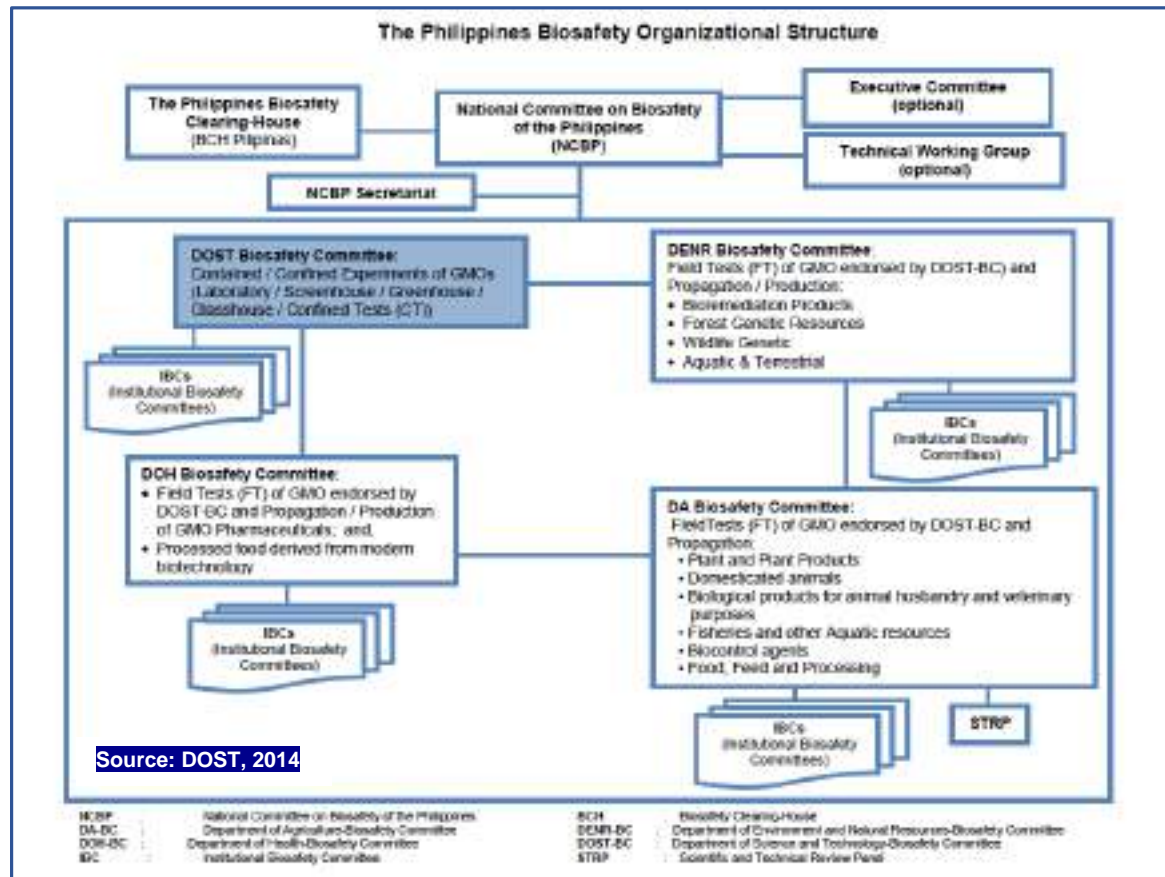 The Philippines Biosafety Organizational Structure
The Philippines Biosafety
Clearing-House
(BCH Pilipinas)
National Committee on Biosafety
of the Philippines
(NCBP)
Executive Committee
(optional)
Technical Working Group
(optional)
NCBP Secretariat
DOST Biosafety Committee:
Contained / Confined Experiments of GMOs
(Laboratory / Screenhouse / Greenhouse /
Glasshouse / Confined Tests (CT))
IBCs
(Institutional Biosafety
Committees)
DENR Biosafety Committee:
Field Tests (FT) of GMO endorsed by DOST-BC) and
Propagation / Production:
• Bioremediation Products
• Forest Genetic Resources
• Wildlife Genetic
• Aquatic & Terrestrial
IBCs
(Institutional Biosafety
Committees)
DOH Biosafety Committee:
• Field Tests (FT) of GMO endorsed by
DOST-BC and Propagation / Production
of GMO Pharmaceuticals; and,
• Processed food derived from modern
biotechnology
IBCs
(Institutional Biosafety
Committees)
DA Biosafety Committee:
FieldTests (FT) of GMO endorsed by DOST-BC and
Propagation:
• Plant and Plant Products
• Domesticated animals
• Biological products for animal husbandry and veterinary
purposes
• Fisheries and other Aquatic resources
• Biocontrol agents
• Food, Feed and Processing
IBCs
(Institutional Biosafety
Committees)
STRP
Source: DOST, 2014
NCBP : National Committee on Biosafety of the Philippines
DA-BC : Department of Agriculture-Biosafety Committee
DOH-BC : Department of Health-Biosafety Committee
IBC : Institutional Biosafety Committee
BCH : Biosafety Clearing-House
DENR-BC : Department of Environment and Natural Resources-Biosafety Committee
DOST-BC : Department of Science and Technology-Biosafety Committee
STRP : Scientific and Technical Review Panel